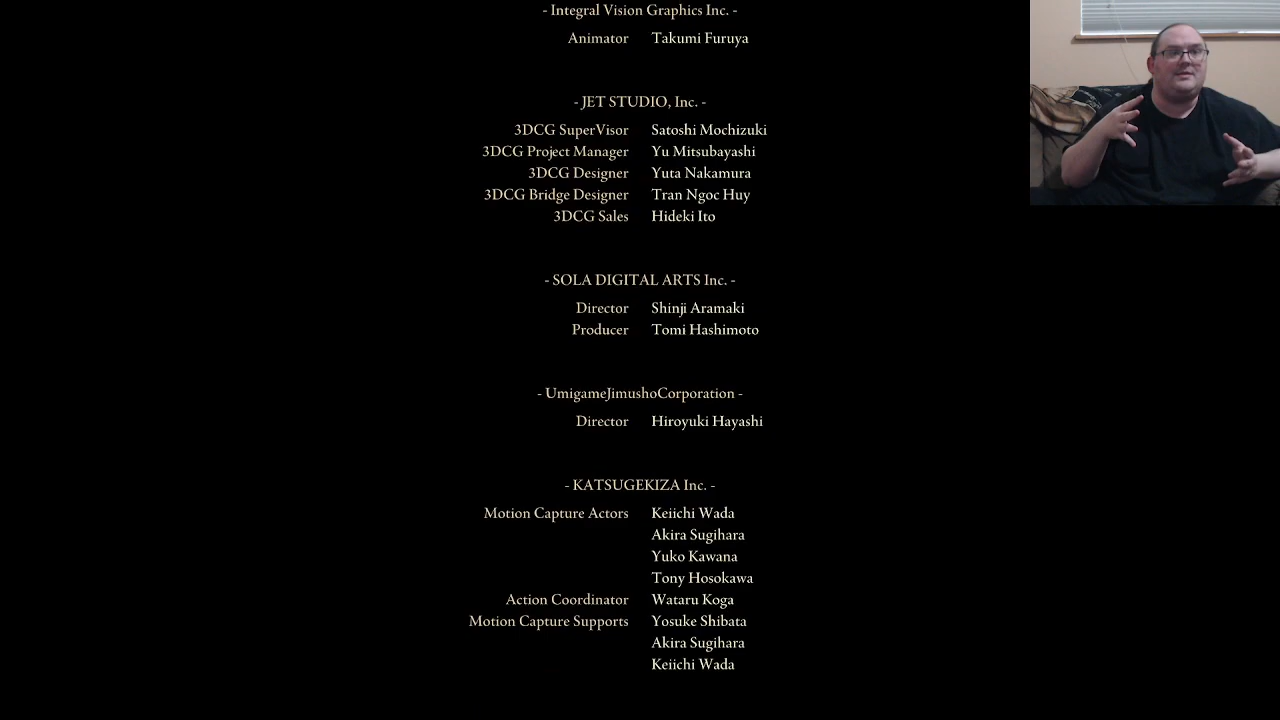 - Integral Vision Graphics Inc. -
Animator Takumi Furuya
- JET STUDIO, Inc. -
3DCG SuperVisor Satoshi Mochizuki
3DCG Project Manager Yu Mitsubayashi
3DCG Designer Yuta Nakamura
3DCG Bridge Designer Tran Ngoc Huy
3DCG Sales Hideki Ito
- SOLA DIGITAL ARTS Inc. -
Director Shinji Aramaki
Producer Tomi Hashimoto
- UmigameJimushoCorporation -
Director Hiroyuki Hayashi
- KATSUGEKIZA Inc. -
Motion Capture Actors Keiichi Wada
Akira Sugihara
Yuko Kawana
Tony Hosokawa
Action Coordinator Wataru Koga
Motion Capture Supports Yosuke Shibata
Akira Sugihara
Keiichi Wada